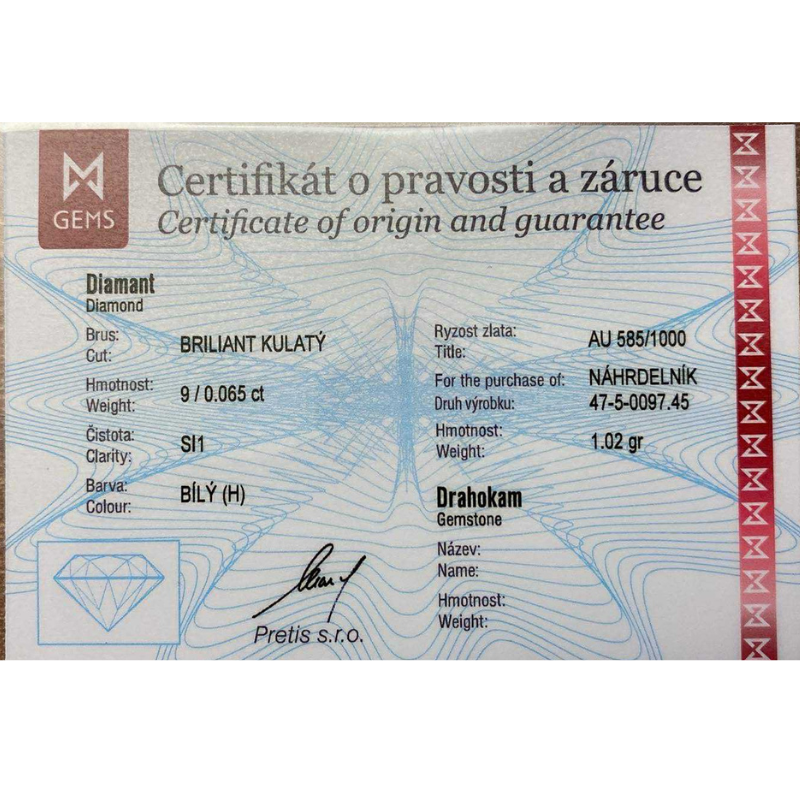 GEMS
Certifikát o pravosti a záruce
Certificate of origin and guarantee
Diamant
Diamond
Brus:
Cut:
BRILIANT KULATÝ
Hmotnost:
Weight:
9 / 0.065 ct
Čistota:
Clarity:
SI1
Barva:
Colour:
BÍLÝ (H)
Ryzost zlata:
Title:
AU 585/1000
For the purchase of:
Druh výrobku:
NÁHRDELNÍK
47-5-0097.45
Hmotnost:
Weight:
1.02 gr
Drahokam
Gemstone
Název:
Name:
Hmotnost:
Weight:
Pretis s.r.o.